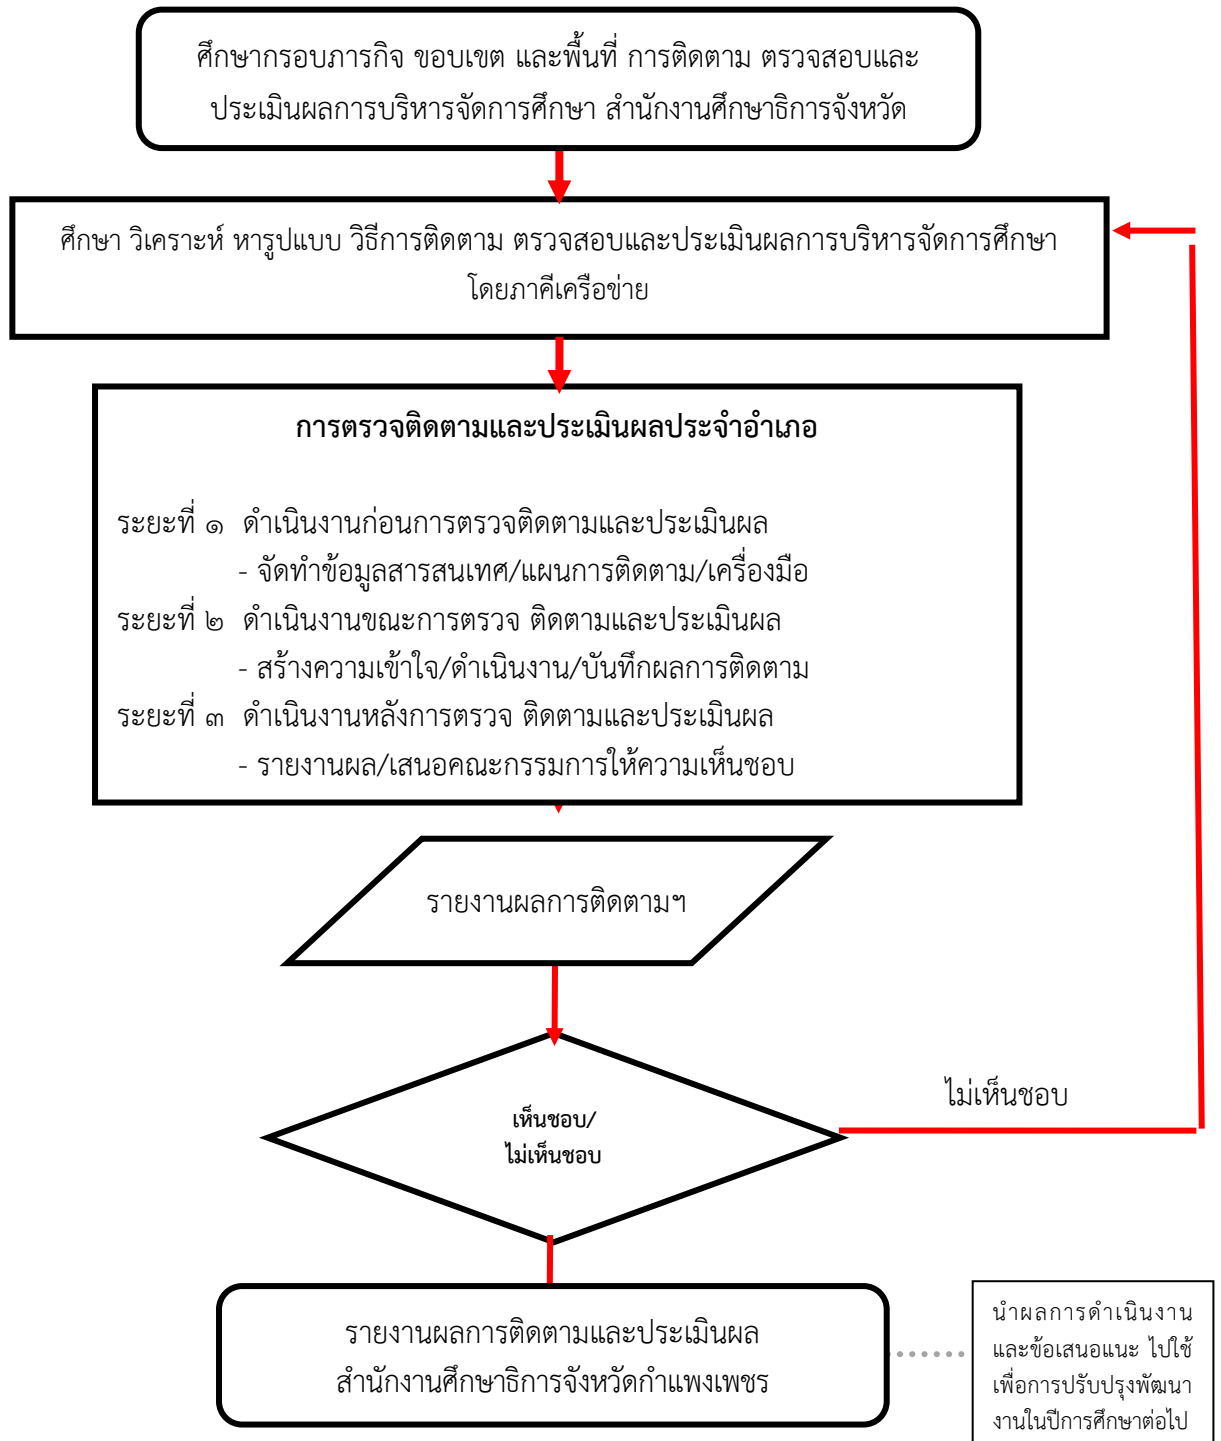 ศึกษากรอบภารกิจ ขอบเขต และพื้นที่ การติดตาม ตรวจสอบและ
ประเมินผลการบริหารจัดการศึกษา สำนักงานศึกษาธิการจังหวัด
ศึกษา วิเคราะห์ หารูปแบบ วิธีการติดตาม ตรวจสอบและประเมินผลการบริหารจัดการศึกษา
โดยภาคีเครือข่าย
การตรวจติดตามและประเมินผลประจำอำเภอ
ระยะที่ ๑ ดำเนินงานก่อนการตรวจติดตามและประเมินผล
- จัดทำข้อมูลสารสนเทศ/แผนการติดตาม/เครื่องมือ
ระยะที่ ๒ ดำเนินงานขณะการตรวจ ติดตามและประเมินผล
- สร้างความเข้าใจ/ดำเนินงาน/บันทึกผลการติดตาม
ระยะที่ ๓ ดำเนินงานหลังการตรวจ ติดตามและประเมินผล
- รายงานผล/เสนอคณะกรรมการให้ความเห็นชอบ
รายงานผลการติดตามฯ
เห็นชอบ/
ไม่เห็นชอบ
ไม่เห็นชอบ
รายงานผลการติดตามและประเมินผล
สำนักงานศึกษาธิการจังหวัดกำแพงเพชร
นำผลการดำเนินงาน
และข้อเสนอแนะ ไปใช้
เพื่อการปรับปรุงพัฒนา
งานในปีการศึกษาต่อไป